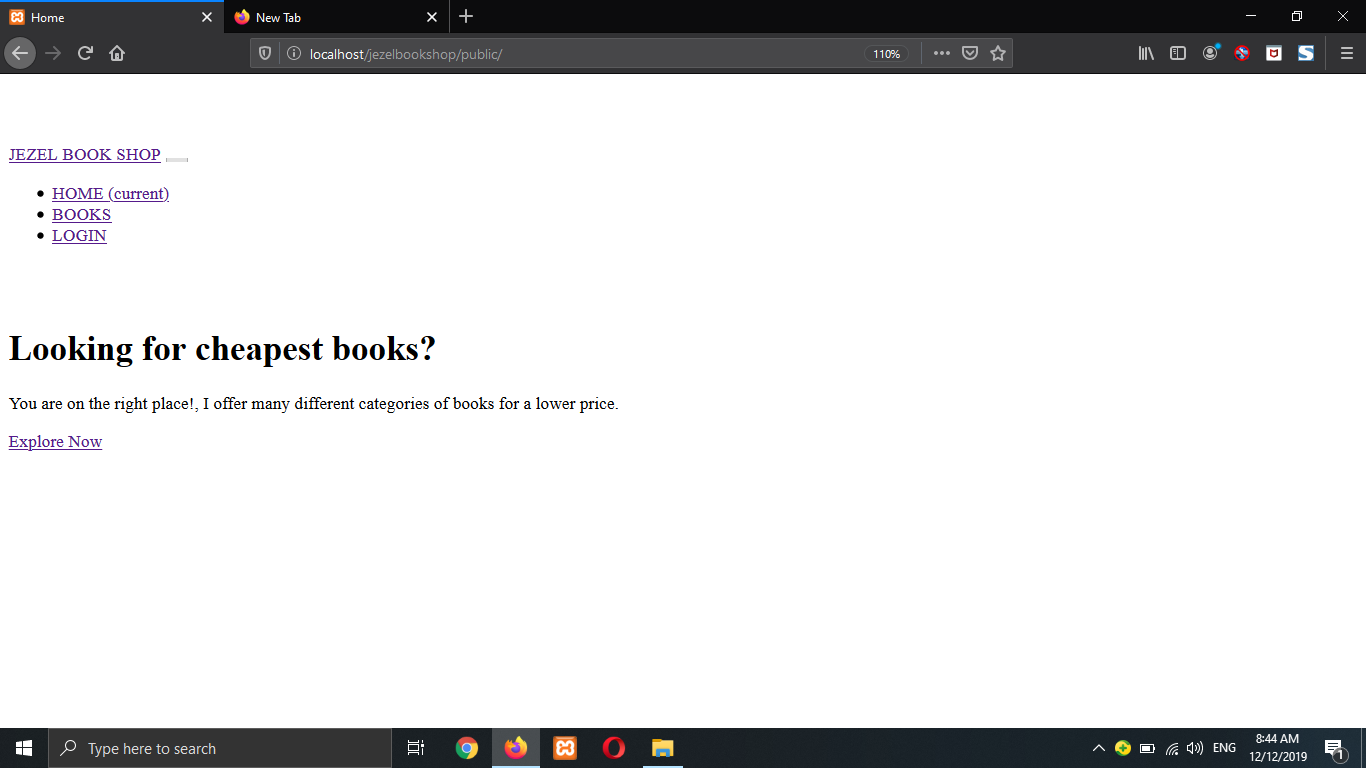 Home
New Tab
localhost/jezelbookshop/public/
110%
JEZEL BOOK SHOP
HOME (current)
BOOKS
LOGIN
Looking for cheapest books?
You are on the right place!, I offer many different categories of books for a lower price.
Explore Now
Type here to search
ENG
8:44 AM
12/12/2019
1